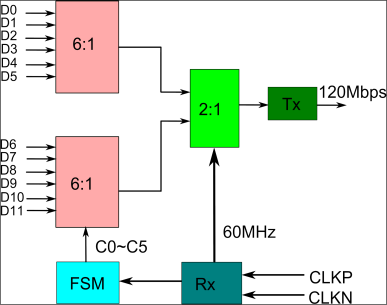 D0
D1
D2
D3
D4
D5
6:1
2:1
Tx
120Mbps
D6
D7
D8
D9
D10
D11
6:1
C0~C5
60MHz
FSM
Rx
CLKP
CLKN